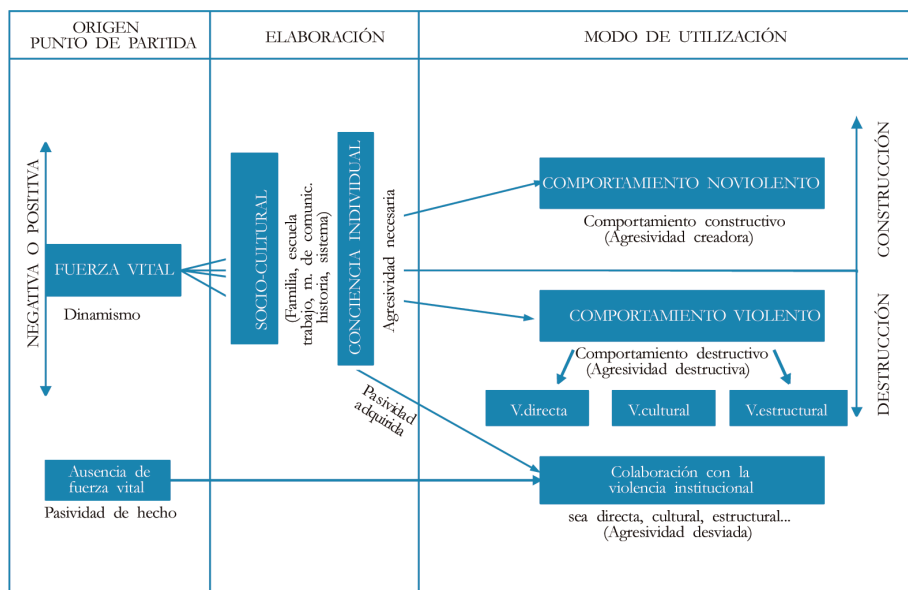 ORIGEN
PUNTO DE PARTIDA
ELABORACIÓN
MODO DE UTILIZACIÓN
NEGATIVA O POSITIVA
FUERZA VITAL
Dinamismo
SOCIO-CULTURAL
(Familia, escuela
trabajo, m. de comunic.
historia, sistema)
CONCIENCIA INDIVIDUAL
Agresividad necesaria
COMPORTAMIENTO NOVIOLENTO
Comportamiento constructivo
(Agresividad creadora)
CONSTRUCCIÓN
COMPORTAMIENTO VIOLENTO
Comportamiento destructivo
(Agresividad destructiva)
DESTRUCCIÓN
V.directa
V.cultural
V.estructural
Pasividad
adquirida
Ausencia de
fuerza vital
Pasividad de hecho
Colaboración con la
violencia institucional
sea directa, cultural, estructural...
(Agresividad desviada)